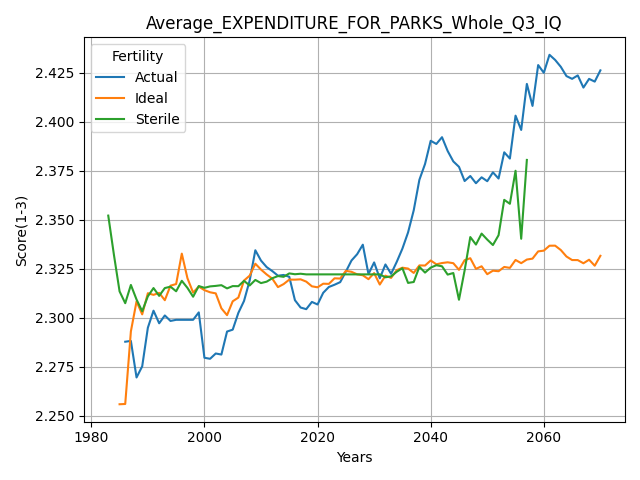 Average_EXPENDITURE_FOR_PARKS_Whole_Q3_IQ
Fertility
Actual
Ideal
Sterile
Score(1-3)
2.425
2.400
2.375
2.350
2.325
2.300
2.275
2.250
1980 2000 2020 2040 2060
Years